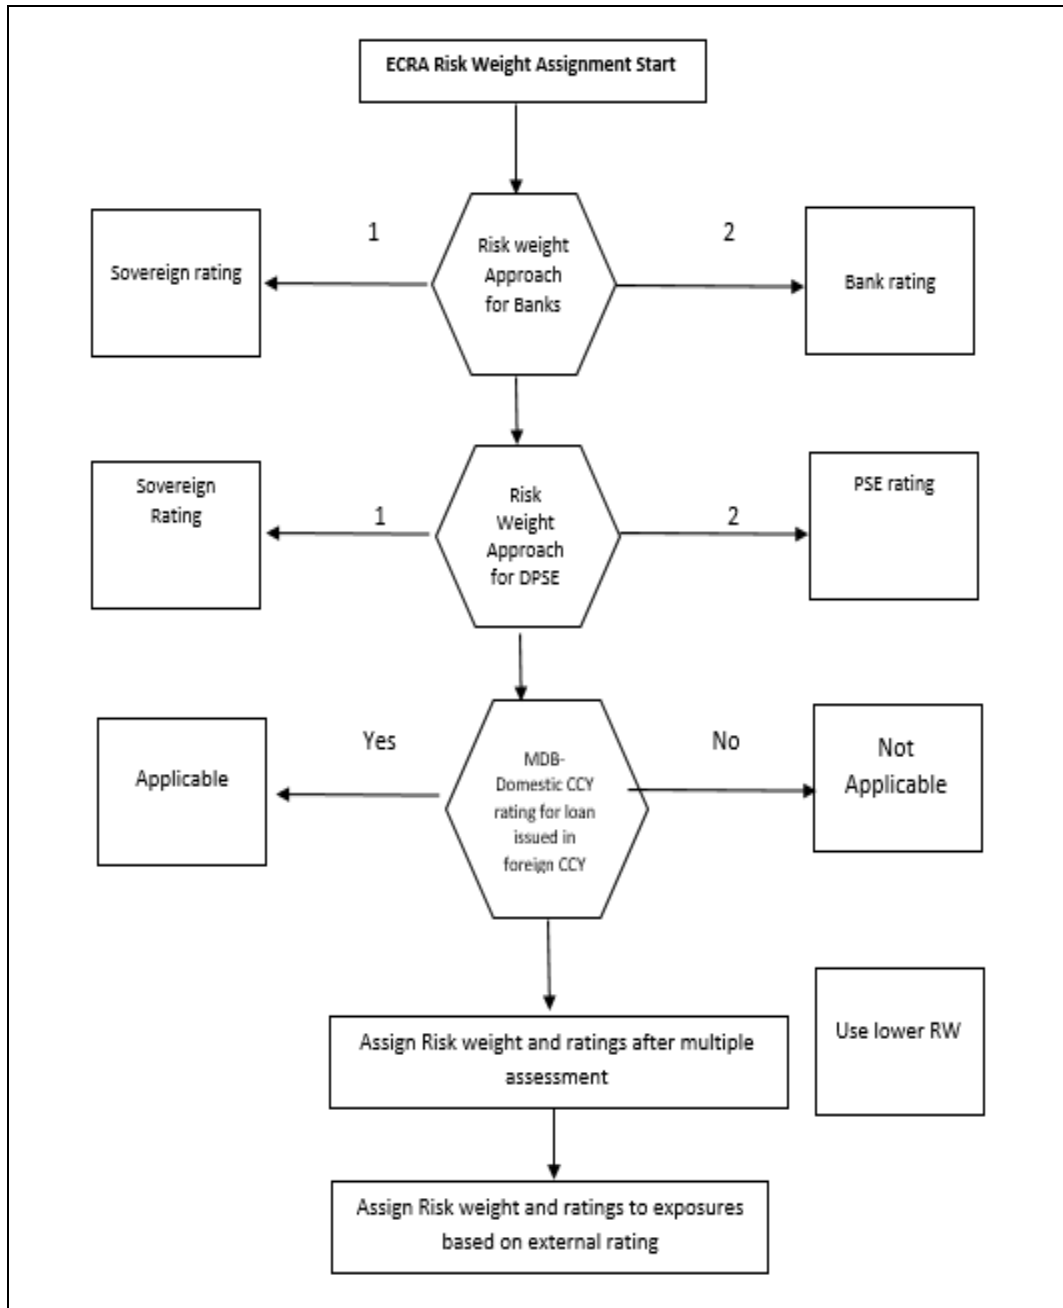 ECRA Risk Weight Assignment Start
1
Risk weight
Approach
for Banks
2
Sovereign rating
Bank rating
Sovereign
Rating
1
Risk
Weight
Approach
for DPSE
2
PSE rating
Applicable
Yes
MDB-
Domestic CCY
rating for loan
issued in
foreign CCY
No
Not
Applicable
Use lower RW
Assign Risk weight and ratings after multiple
assessment
Assign Risk weight and ratings to exposures
based on external rating